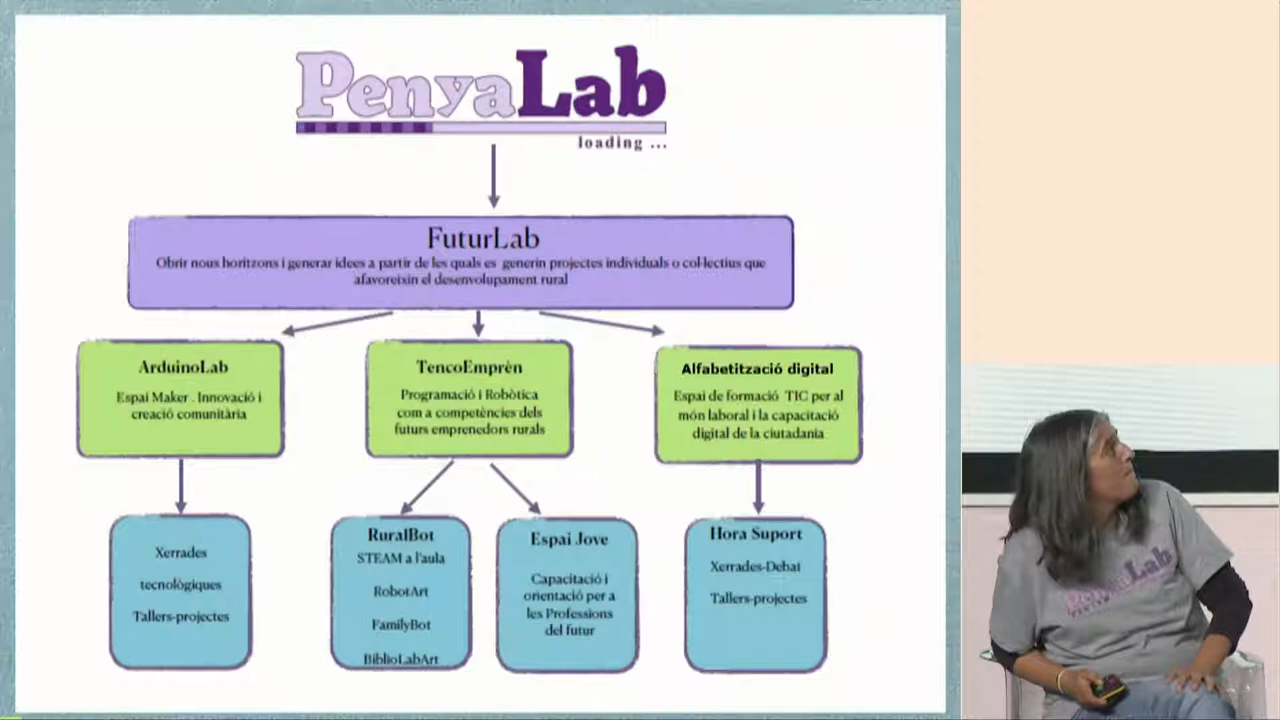 PenyaLab
loading ...
FuturLab
Obrir nous horitzons i generar idees a partir de les quals es generin projectes individuals o col·lectius que
afavoreixin el desenvolupament rural
ArduinoLab
Espai Maker . Innovació i
creació comunitària
TencoEmprèn
Programació i Robòtica
com a competències dels
futurs emprenedors rurals
Alfabetització digital
Espai de formació TIC per al
món laboral i la capacitació
digital de la ciutadania
Xerrades
tecnològiques
Tallers-projectes
RuralBot
STEAM a l'aula
RobotArt
FamilyBot
BiblioLabArt
Espai Jove
Capacitació i
orientació per a
les Professions
del futur
Hora Suport
Xerrades-Debat
Tallers-projectes
PenyaLab